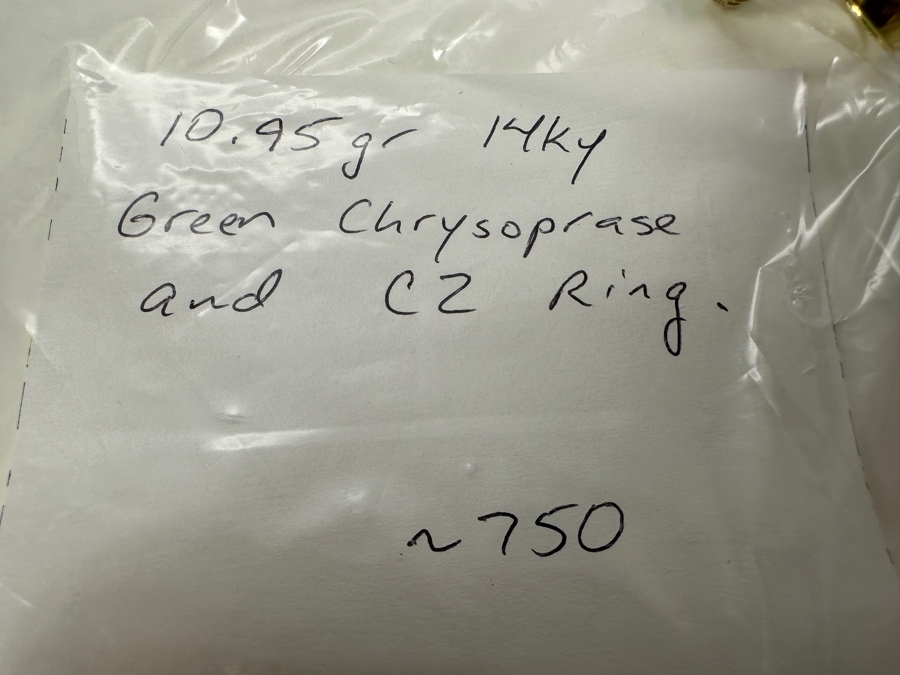 10.95 gr 14ky
Green Chrysoprase
and CZ Ring.
~750